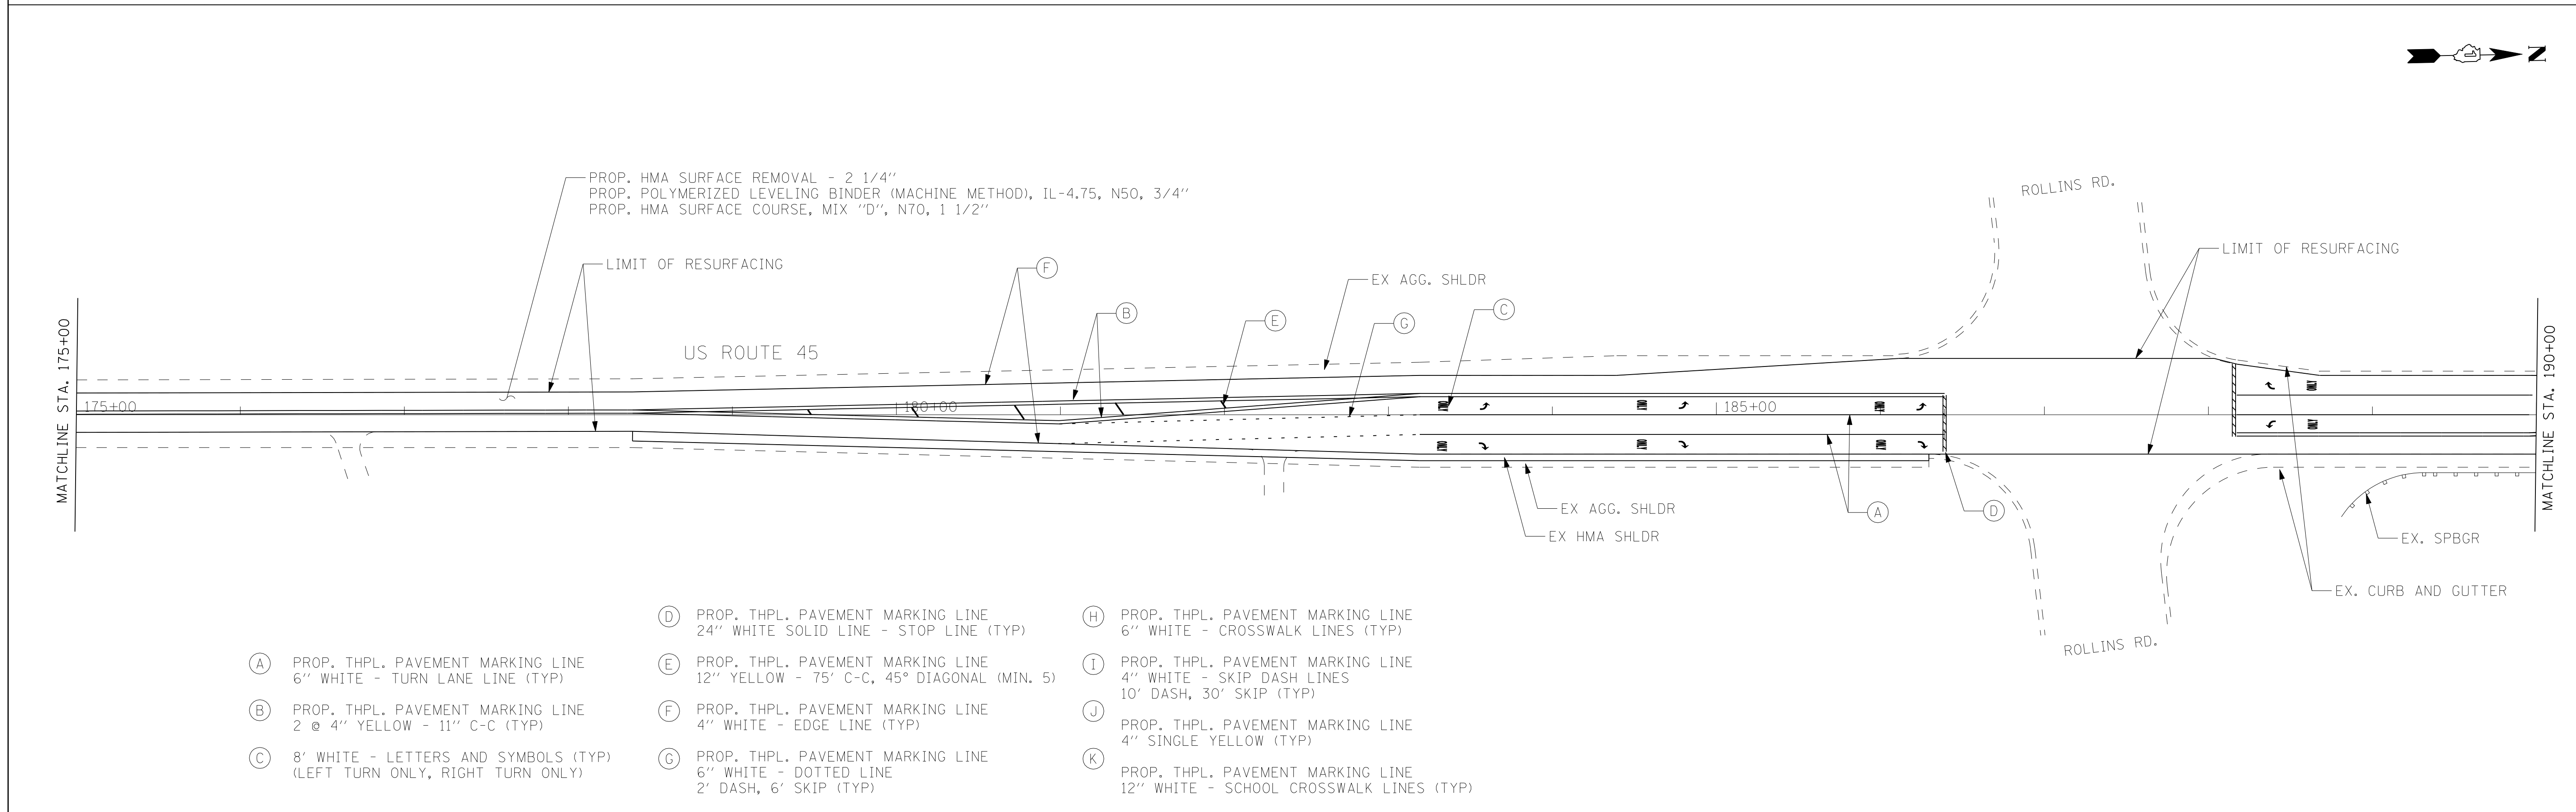 N
PROP. HMA SURFACE REMOVAL - 2 1/4"
PROP. POLYMERIZED LEVELING BINDER (MACHINE METHOD), IL-4.75, N50, 3/4"
PROP. HMA SURFACE COURSE, MIX "D", N70, 1 1/2"
ROLLINS RD.
LIMIT OF RESURFACING
LIMIT OF RESURFACING
F
EX AGG. SHLDR
B
E
G
C
US ROUTE 45
MATCHLINE STA. 175+00
175+00
180+00
185+00
MATCHLINE STA. 190+00
ONLY
ONLY
ONLY
ONLY
ONLY
ONLY
ONLY
ONLY
EX AGG. SHLDR
A
D
EX HMA SHLDR
EX. SPBGR
EX. CURB AND GUTTER
ROLLINS RD.
A PROP. THPL. PAVEMENT MARKING LINE
6" WHITE - TURN LANE LINE (TYP)
B PROP. THPL. PAVEMENT MARKING LINE
2 @ 4" YELLOW - 11" C-C (TYP)
C 8' WHITE - LETTERS AND SYMBOLS (TYP)
(LEFT TURN ONLY, RIGHT TURN ONLY)
D PROP. THPL. PAVEMENT MARKING LINE
24" WHITE SOLID LINE - STOP LINE (TYP)
E PROP. THPL. PAVEMENT MARKING LINE
12" YELLOW - 75' C-C, 45° DIAGONAL (MIN. 5)
F PROP. THPL. PAVEMENT MARKING LINE
4" WHITE - EDGE LINE (TYP)
G PROP. THPL. PAVEMENT MARKING LINE
6" WHITE - DOTTED LINE
2' DASH, 6' SKIP (TYP)
H PROP. THPL. PAVEMENT MARKING LINE
6" WHITE - CROSSWALK LINES (TYP)
I PROP. THPL. PAVEMENT MARKING LINE
4" WHITE - SKIP DASH LINES
10' DASH, 30' SKIP (TYP)
J PROP. THPL. PAVEMENT MARKING LINE
4" SINGLE YELLOW (TYP)
K PROP. THPL. PAVEMENT MARKING LINE
12" WHITE - SCHOOL CROSSWALK LINES (TYP)